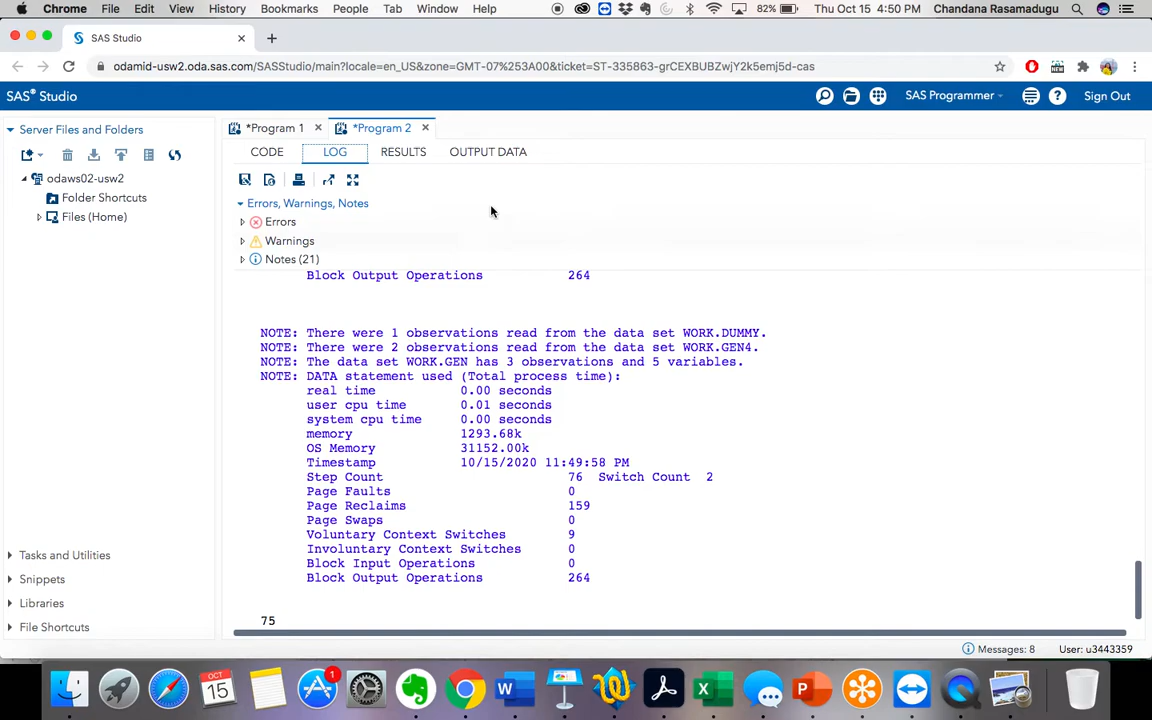 Chrome File Edit View History Bookmarks People Tab Window Help 82% Thu Oct 15 4:50 PM Chandana Rasamadugu
SAS Studio
odamid-usw2.oda.sas.com/SASStudio/main?locale=en_US&zone=GMT-07%253A00&ticket=ST-335863-grCEXBUBZwjY2k5emj5d-cas
SAS® Studio SAS Programmer Sign Out
Server Files and Folders
*Program 1 *Program 2
CODE LOG RESULTS OUTPUT DATA
odaws02-usw2
Folder Shortcuts
Files (Home)
Errors, Warnings, Notes
Errors
Warnings
Notes (21)
Block Output Operations 264
NOTE: There were 1 observations read from the data set WORK.DUMMY.
NOTE: There were 2 observations read from the data set WORK.GEN4.
NOTE: The data set WORK.GEN has 3 observations and 5 variables.
NOTE: DATA statement used (Total process time):
real time 0.00 seconds
user cpu time 0.01 seconds
system cpu time 0.00 seconds
memory 1293.68k
OS Memory 31152.00k
Timestamp 10/15/2020 11:49:58 PM
Step Count 76 Switch Count 2
Page Faults 0
Page Reclaims 159
Page Swaps 0
Voluntary Context Switches 9
Involuntary Context Switches 0
Block Input Operations 0
Block Output Operations 264
75
Tasks and Utilities
Snippets
Libraries
File Shortcuts
Messages: 8 User: u3443359
OCT
15
1
W
X
P